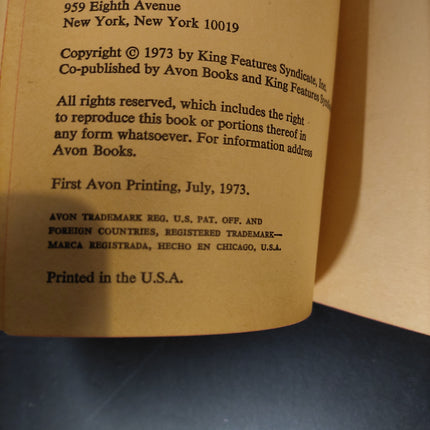 959 Eighth Avenue
New York, New York 10019
Copyright © 1973 by King Features Syndicate, Inc.
Co-published by Avon Books and King Features
All rights reserved, which includes the right
to reproduce this book or portions thereof in
any form whatsoever. For information address
Avon Books.
First Avon Printing, July, 1973.
AVON TRADEMARK REG. U.S. PAT. OFF. AND
FOREIGN COUNTRIES, REGISTERED TRADEMARK—
MARCA REGISTRADA, HECHO EN CHICAGO, U.S.A.
Printed in the U.S.A.